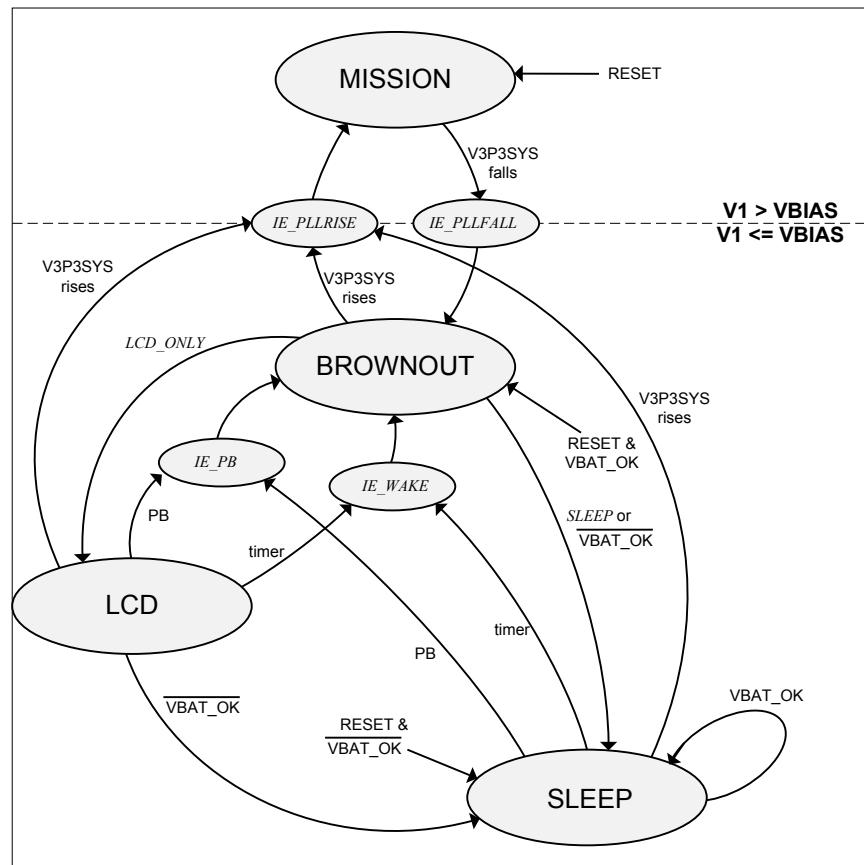 MISSION
RESET
V3P3SYS
falls
IE_PLLRISE
IE_PLLFALL
V1 > VBIAS
V1 <= VBIAS
V3P3SYS
rises
V3P3SYS
rises
LCD_ONLY
BROWNOUT
V3P3SYS
rises
RESET &
VBAT_OK
IE_PB
IE_WAKE
PB
SLEEP or
VBAT_OK
timer
LCD
timer
PB
VBAT_OK
VBAT_OK
RESET &
VBAT_OK
SLEEP